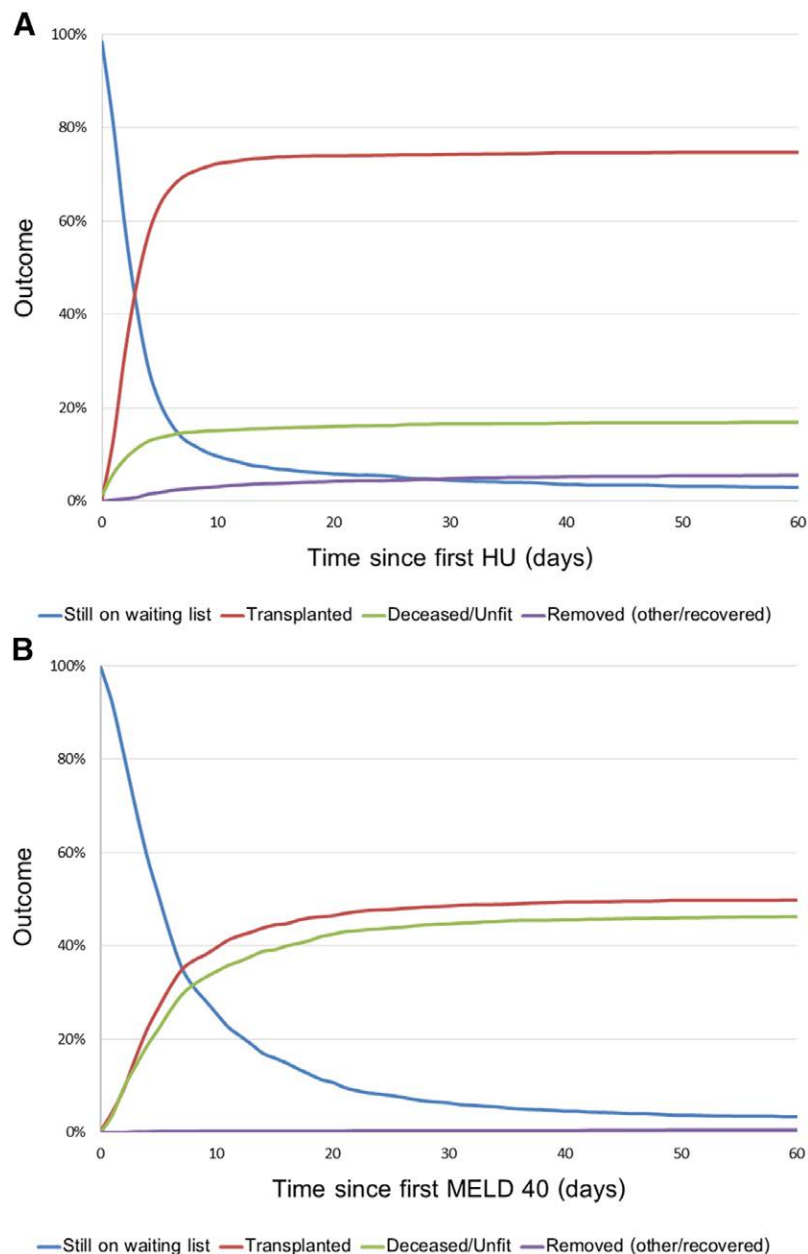 A
100%
80%
60%
40%
20%
0%
Outcome
0 10 20 30 40 50 60
Time since first HU (days)
Still on waiting list Transplanted Deceased/Unfit Removed (other/recovered)
B
100%
80%
60%
40%
20%
0%
Outcome
0 10 20 30 40 50 60
Time since first MELD 40 (days)
Still on waiting list Transplanted Deceased/Unfit Removed (other/recovered)